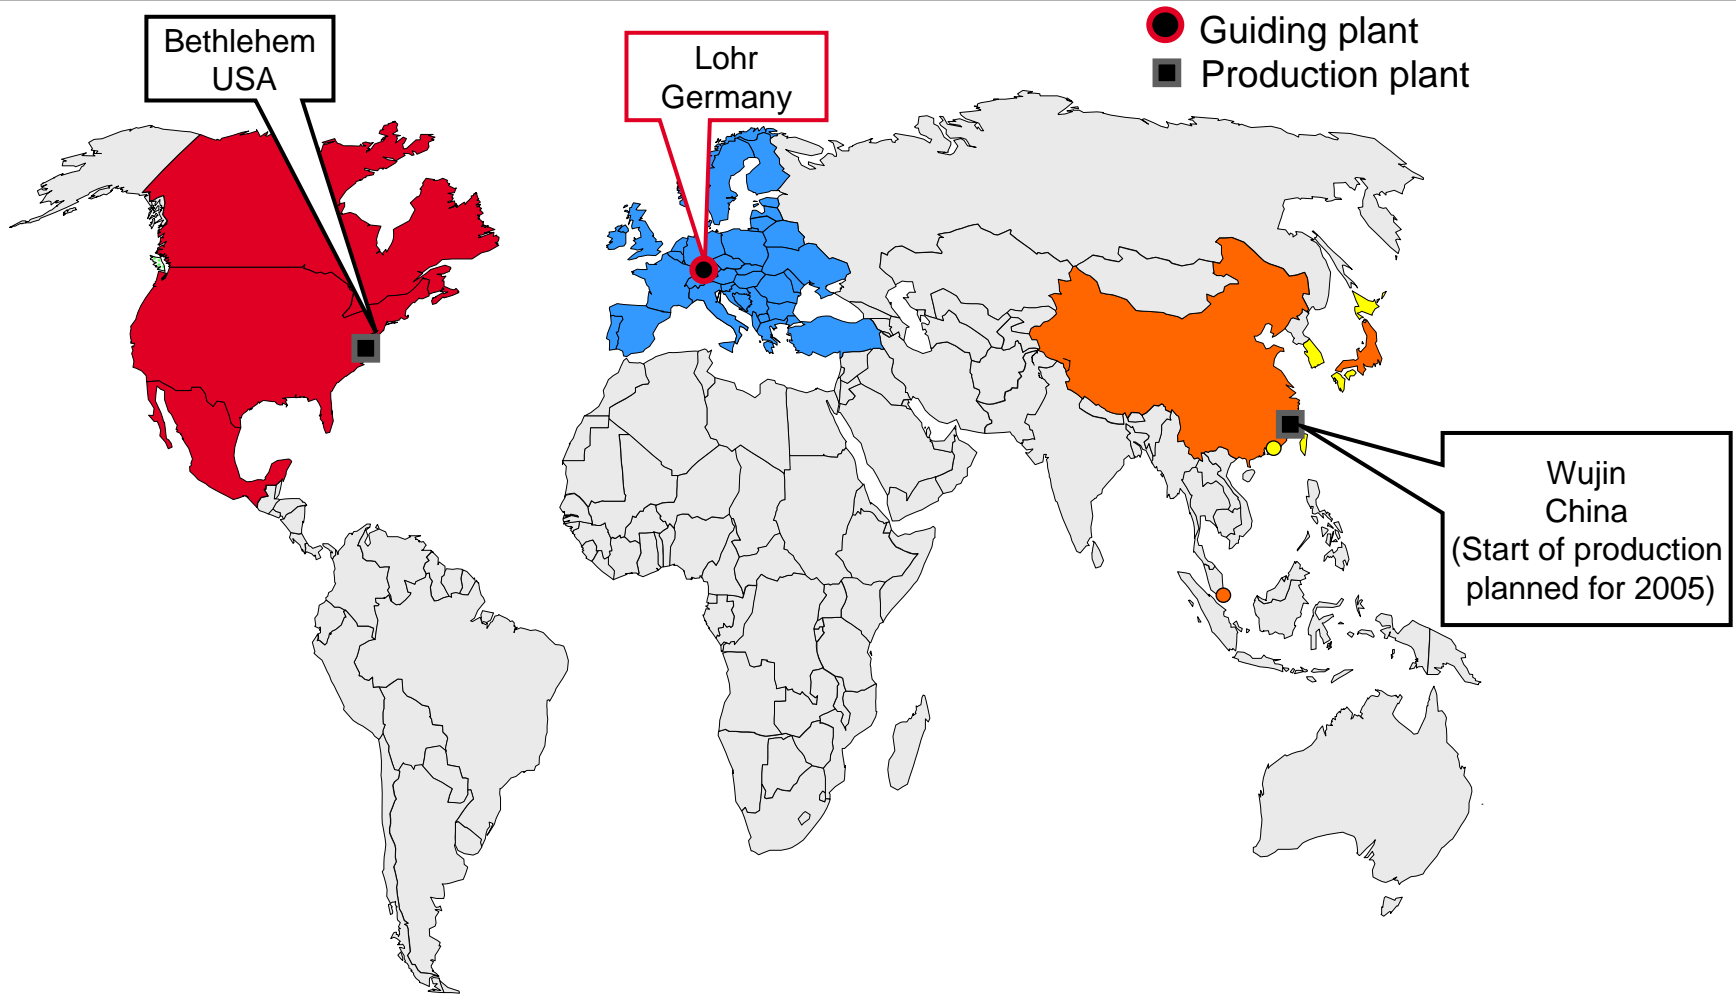 Bethlehem
USA
Lohr
Germany
Guiding plant
Production plant
Wujin
China
(Start of production
planned for 2005)